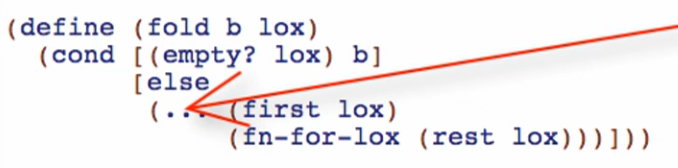 (define (fold b lox)
(cond [(empty? lox) b]
[else
(... (first lox)
(fn-for-lox (rest lox)))]))